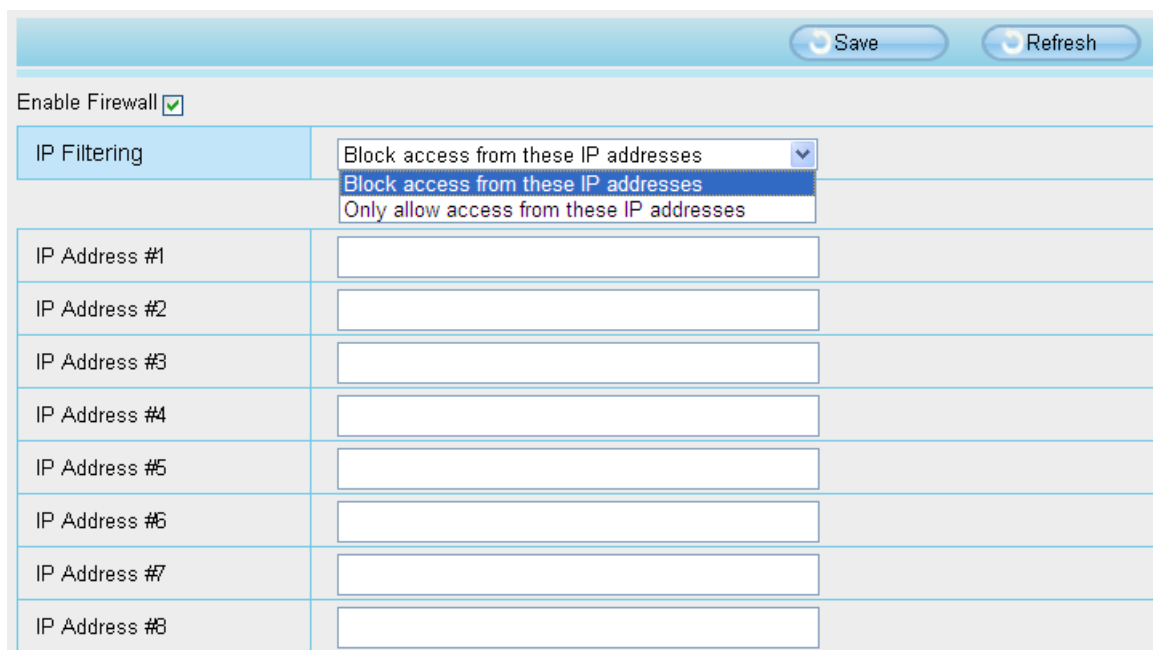 Save Refresh
Enable Firewall
IP Filtering Block access from these IP addresses
Block access from these IP addresses
Only allow access from these IP addresses
IP Address #1
IP Address #2
IP Address #3
IP Address #4
IP Address #5
IP Address #6
IP Address #7
IP Address #8